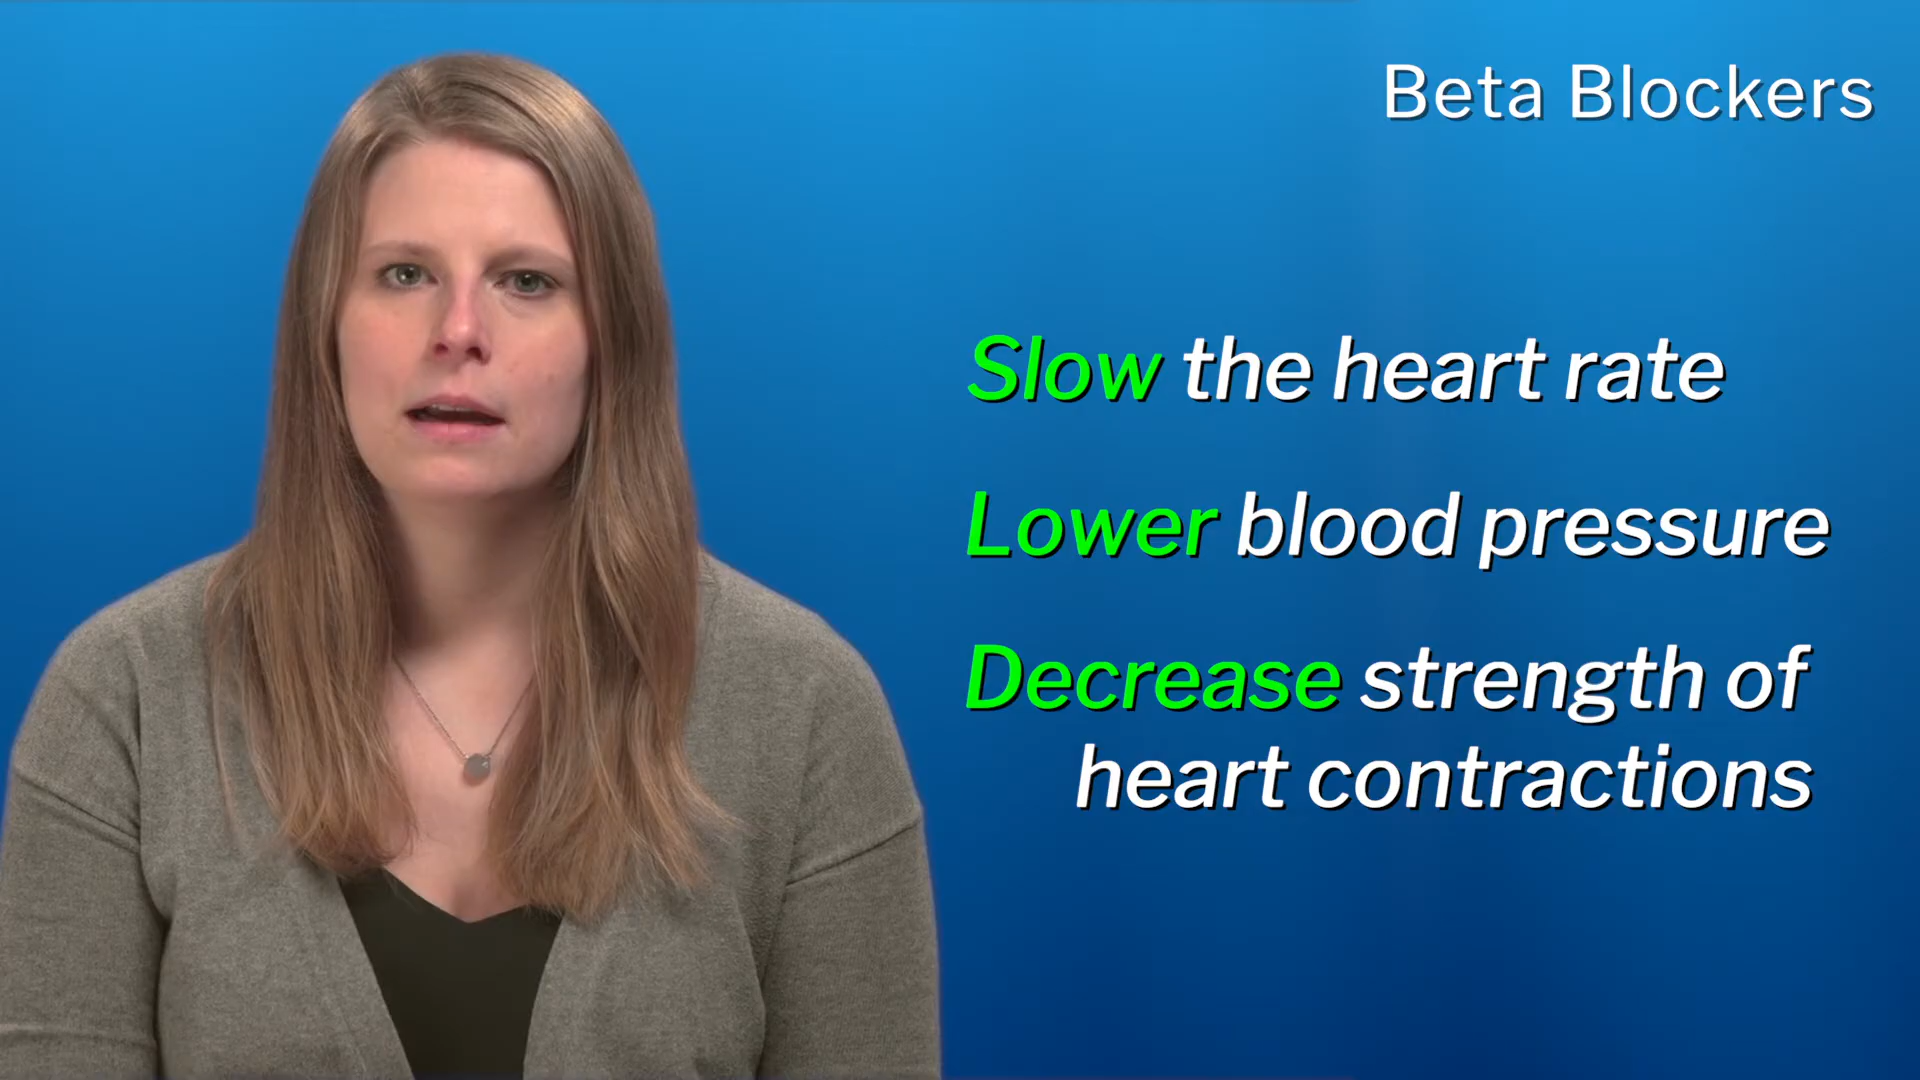 Beta Blockers
Slow the heart rate
Lower blood pressure
Decrease strength of
heart contractions